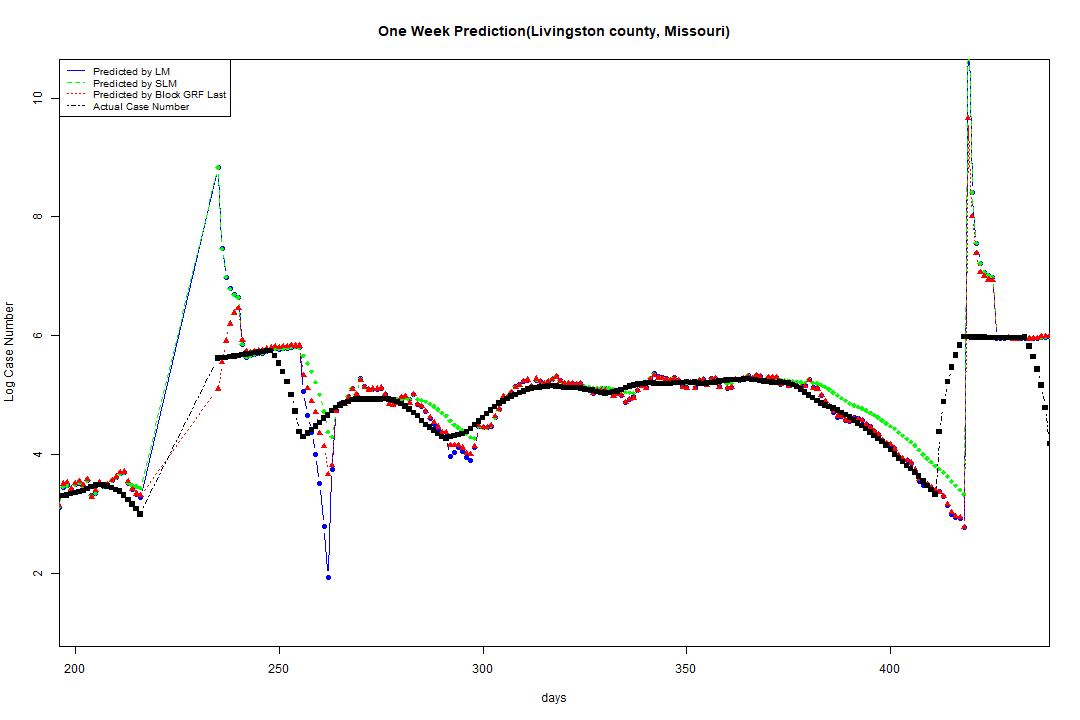 One Week Prediction(Livingston county, Missouri)
Predicted by LM
Predicted by SLM
Predicted by Block GRF Last
Actual Case Number
10
8
6
4
2
Log Case Number
200 250 300 350 400
days